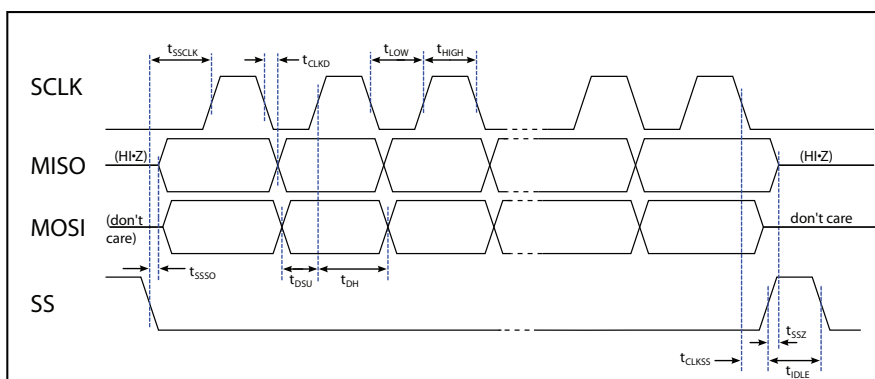 tSSCLK
tCLKD
tLOW
tHIGH
SCLK
(HI•Z)
MISO
(HI•Z)
(don't
care)
MOSI
don't care
tSSSO
tDSU
tDH
SS
tSSZ
tCLKSS
tIDLE